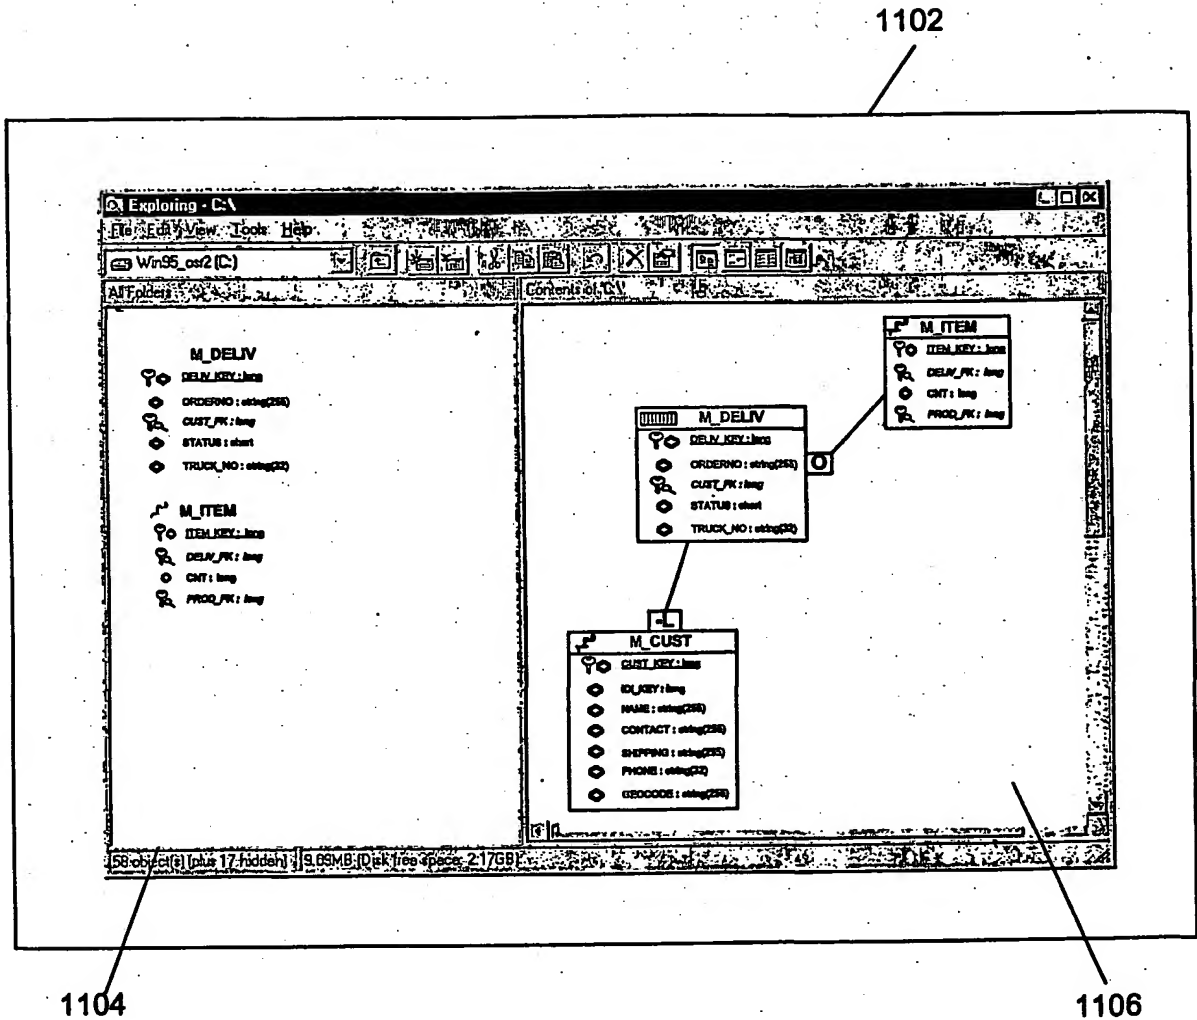 1102
Exploring - C:\
File Edit View Tools Help
Win95_osr2 (C:)
All Folders
Contents of 'C:\'
M_DELIV
DELIV_KEY : long
ORDERNO : string(255)
CUST_FK : long
STATUS : short
TRUCK_NO : string(32)
M_ITEM
ITEM_KEY : long
DELIV_FK : long
CNT : long
PROD_FK : long
M_ITEM
ITEM_KEY : long
DELIV_FK : long
CNT : long
PROD_FK : long
M_DELIV
DELIV_KEY : long
ORDERNO : string(255)
CUST_FK : long
STATUS : short
TRUCK_NO : string(32)
O
-L
M_CUST
CUST_KEY : long
NAME : string(255)
CONTACT : string(255)
SHIPPING : string(255)
PHONE : string(32)
GEOCODE : string(255)
58 object(s) (plus 17 hidden) 9.09MB (Disk free space: 2.17GB)
1104
1106